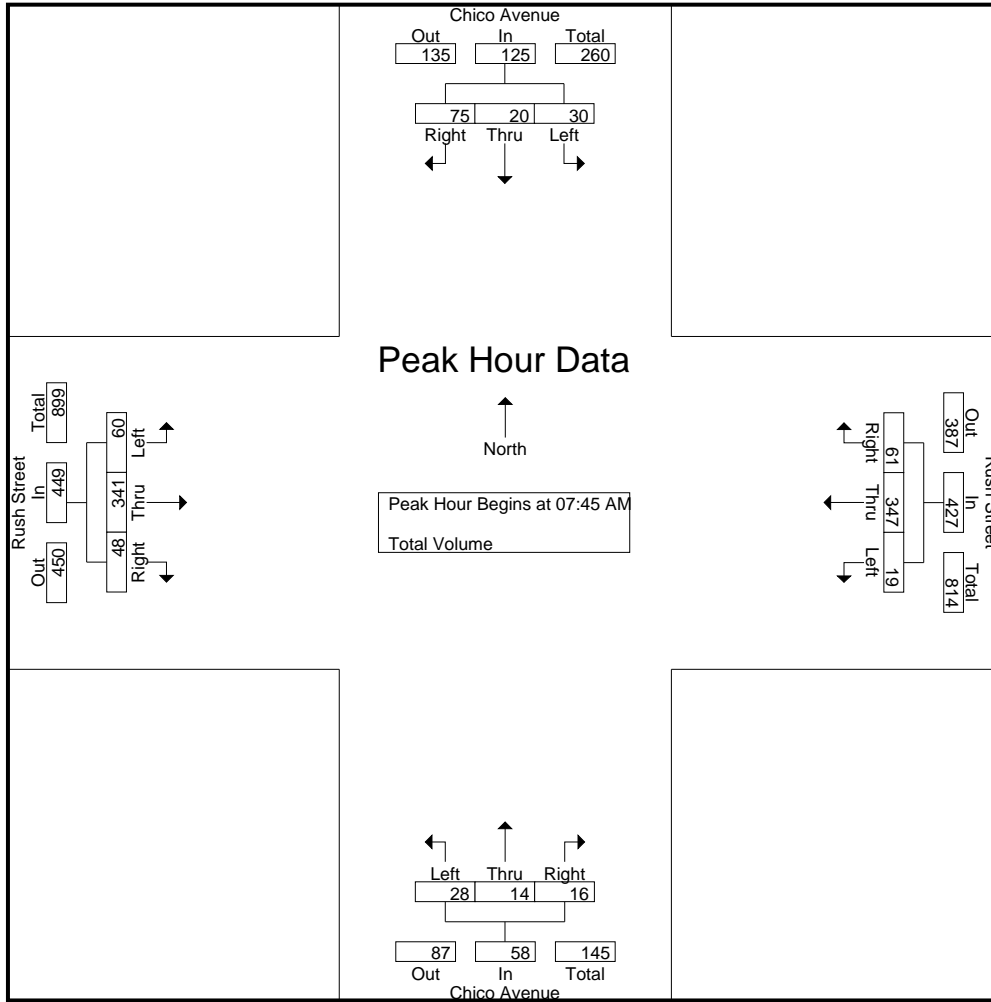 Chico Avenue
Out In Total
135 125 260
75 20 30
Right Thru Left
Peak Hour Data
North
Peak Hour Begins at 07:45 AM
Total Volume
Rush Street
Total In Out
899 449 450
60 341 48
Left Thru Right
Rush Street
Out In Total
387 427 814
61 347 19
Right Thru Left
Left Thru Right
28 14 16
87 58 145
Out In Total
Chico Avenue